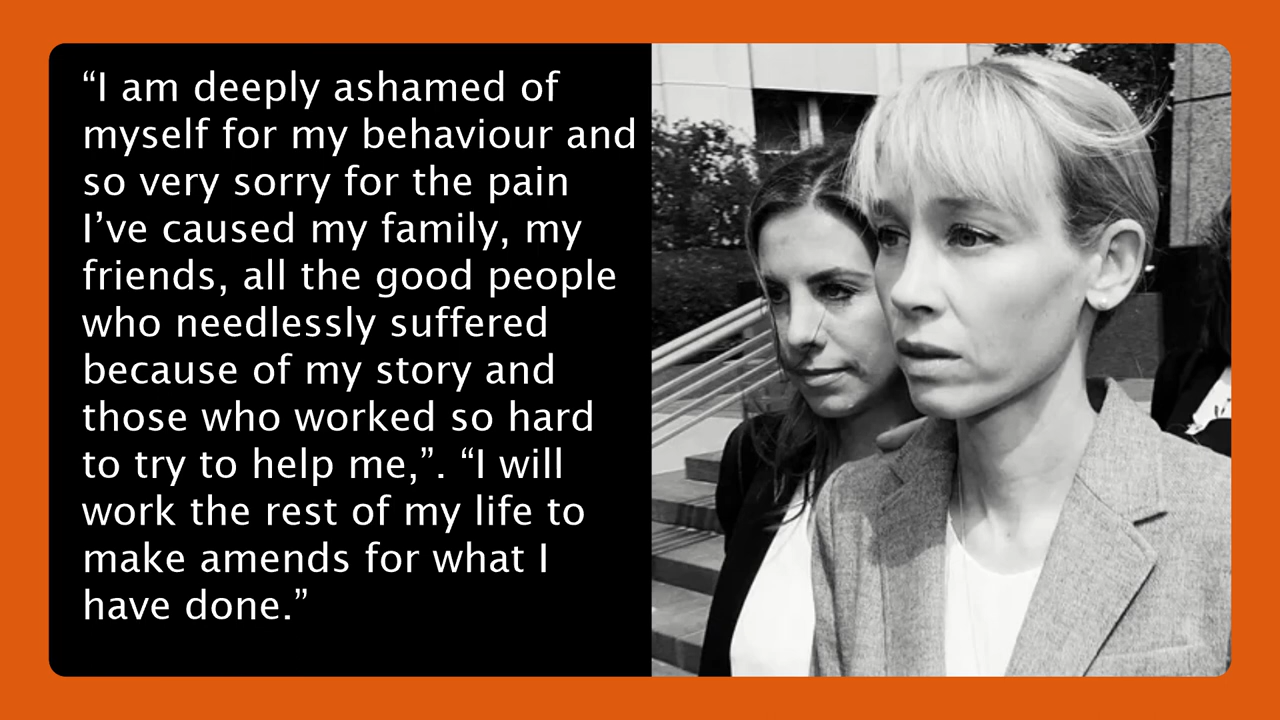 “I am deeply ashamed of
myself for my behaviour and
so very sorry for the pain
I’ve caused my family, my
friends, all the good people
who needlessly suffered
because of my story and
those who worked so hard
to try to help me,”. “I will
work the rest of my life to
make amends for what I
have done.”